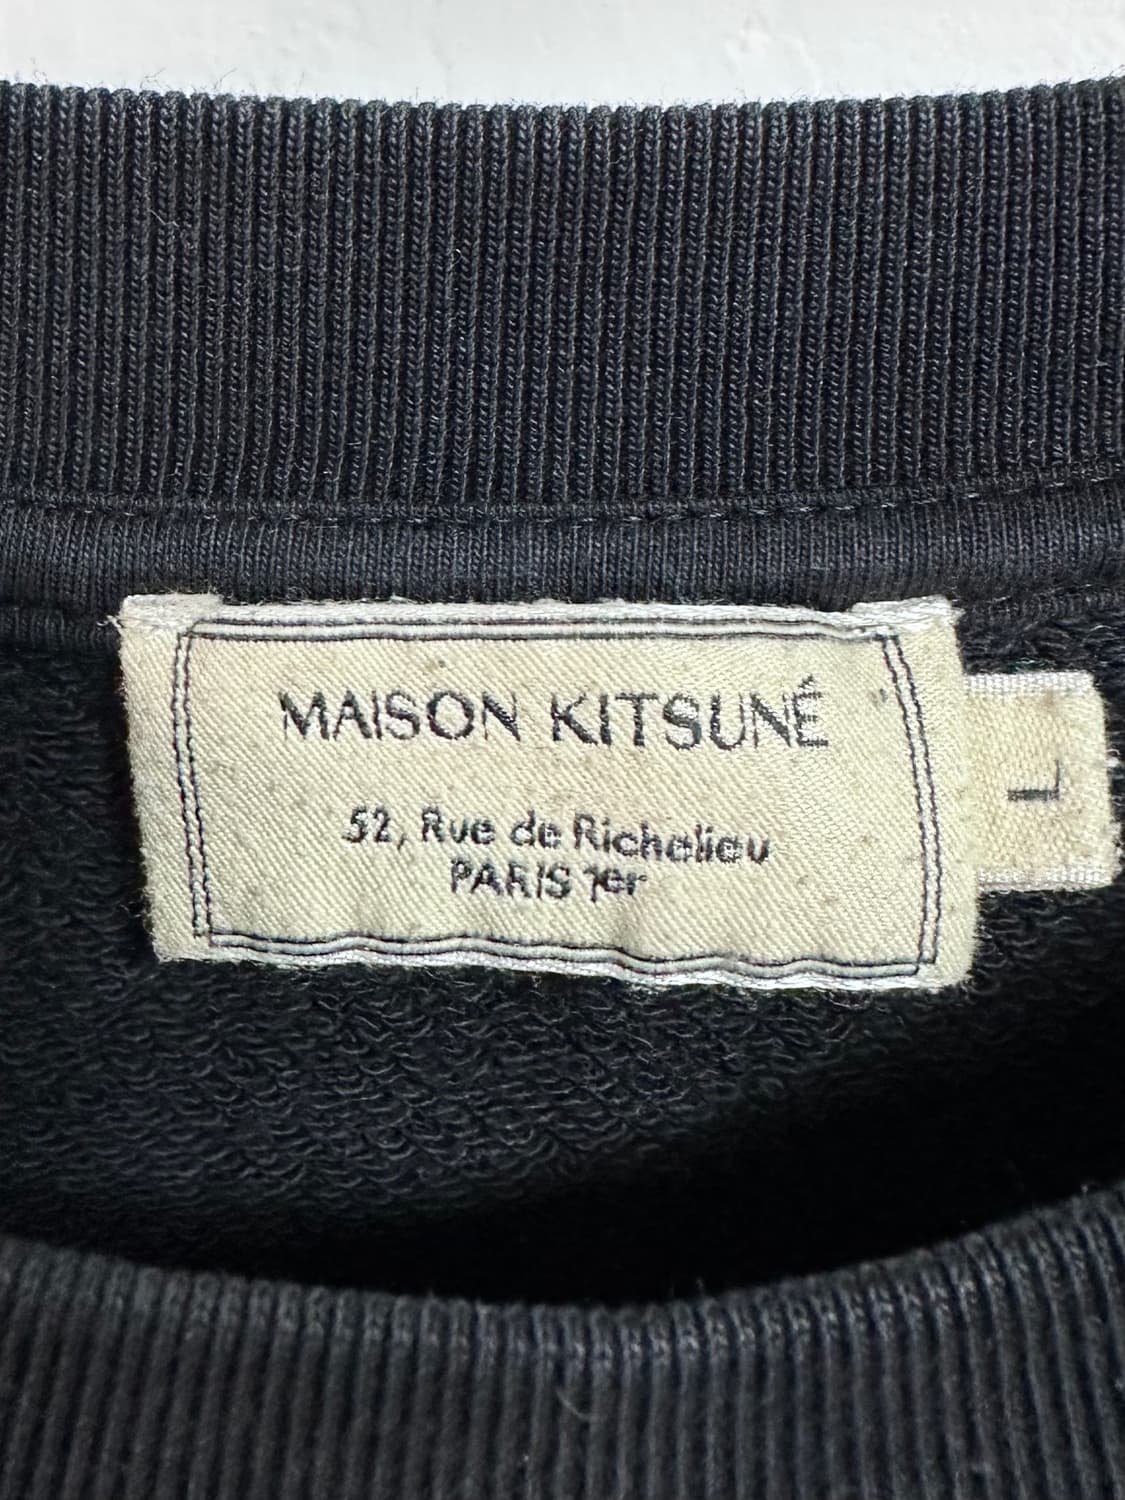 MAISON KITSUNÉ
52, Rue de Richelieu
PARIS 1er
L